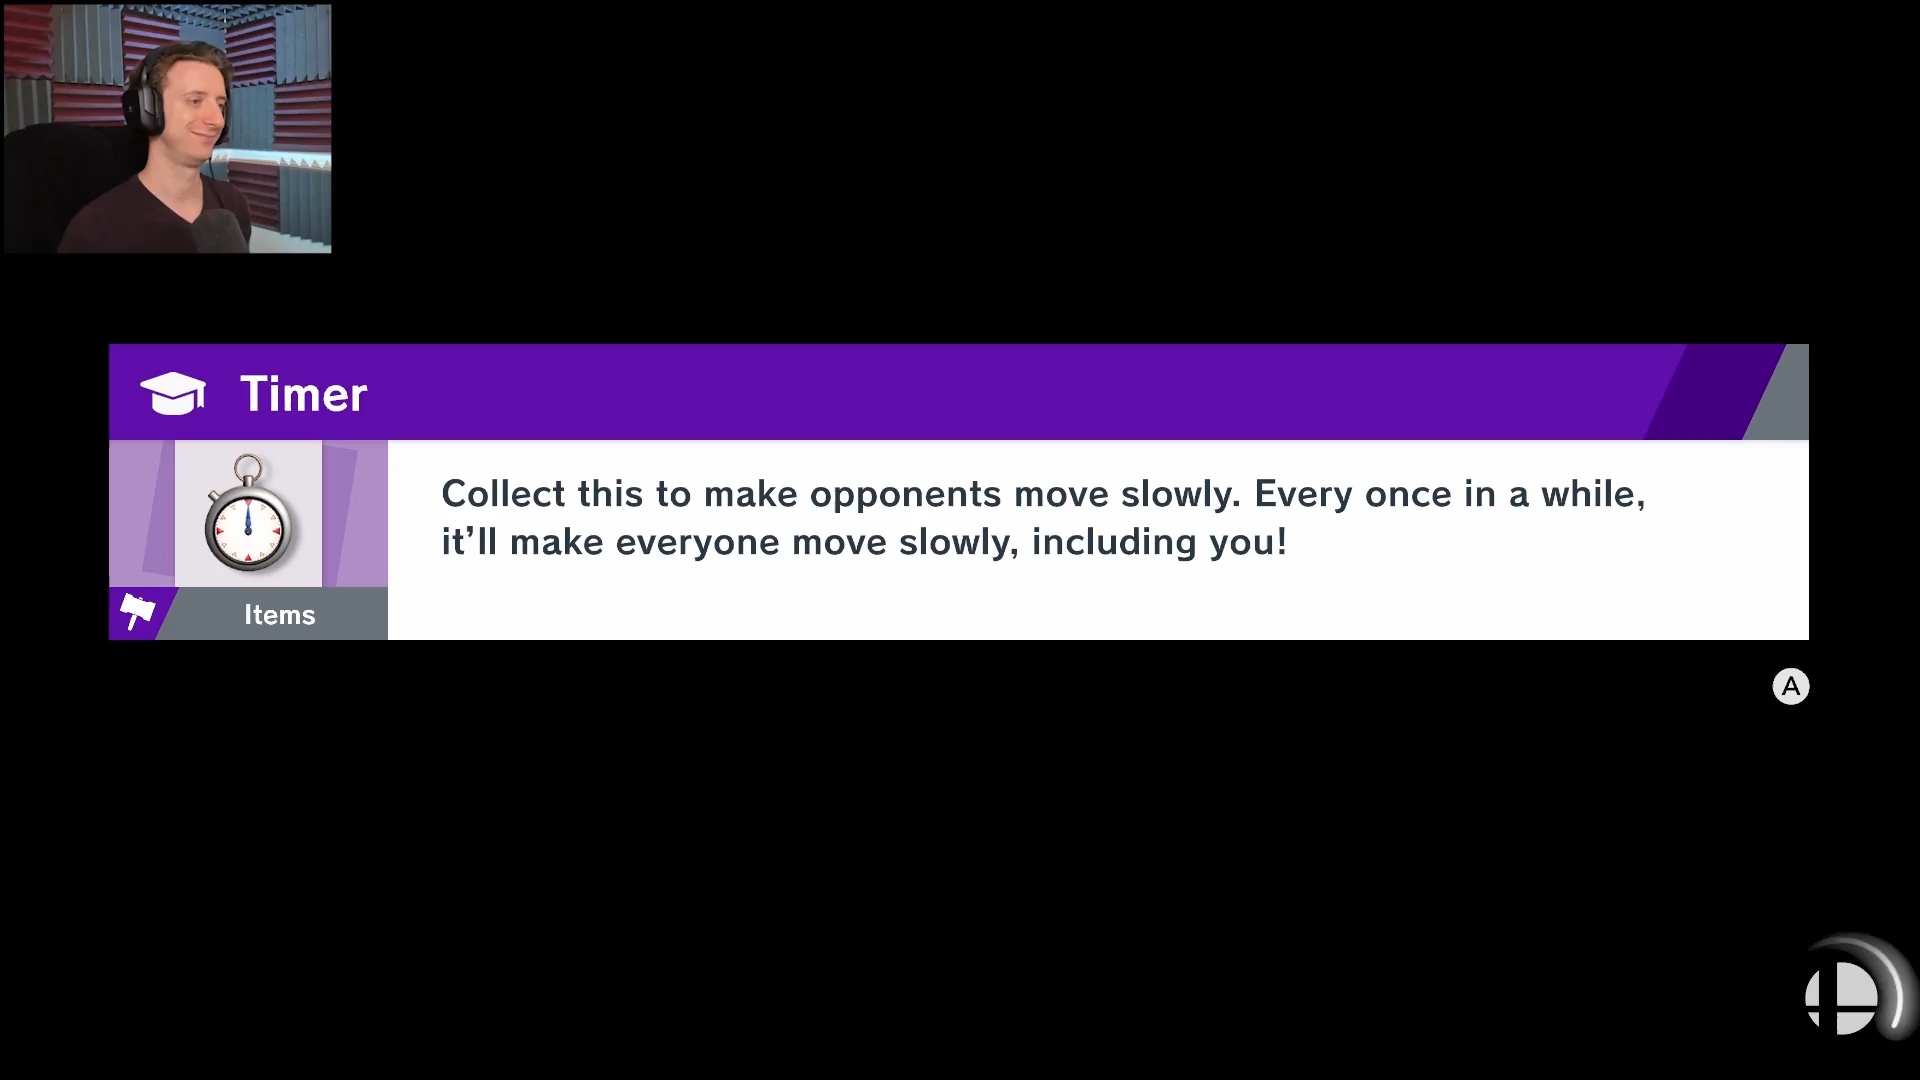 Timer
Collect this to make opponents move slowly. Every once in a while,
it’ll make everyone move slowly, including you!
Items
A